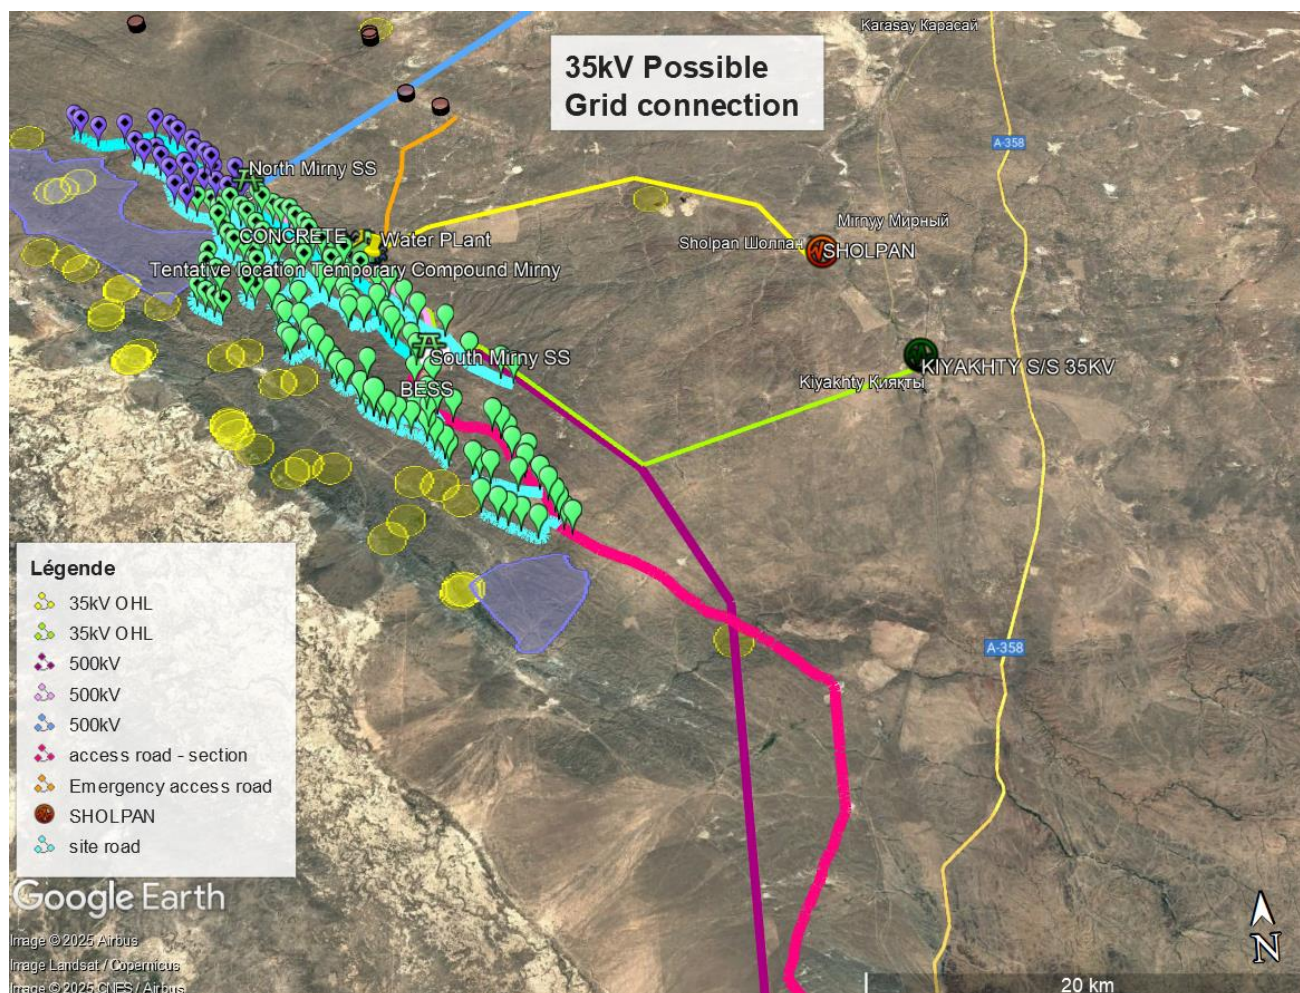 Karasay Карасай
35kV Possible
Grid connection
A-358
North Mirny SS
Mirnyy Мирный
CONCRETE
Water Plant
Sholpan Шолпан
SHOLPAN
Tentative location Temporary Compound Mirny
South Mirny SS
KIYAKHTY S/S 35KV
Kiyakhty Қияқты
BESS
Légende
35kV OHL
35kV OHL
500kV
500kV
500kV
access road - section
Emergency access road
SHOLPAN
site road
A-358
Google Earth
Image © 2025 Airbus
Image Landsat / Copernicus
Image © 2025 CNES / Airbus
N
20 km